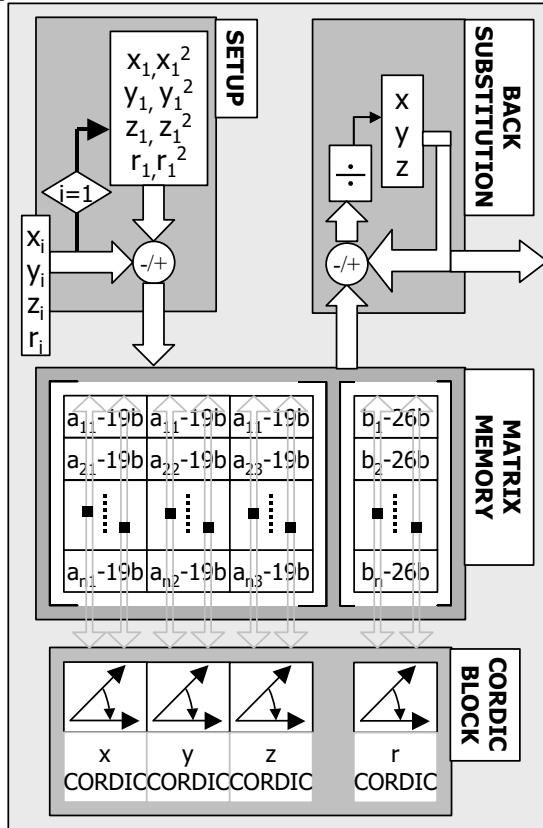 SETUP
x₁,x₁²
y₁, y₁²
z₁, z₁²
r₁,r₁²
i=1
xᵢ
yᵢ
zᵢ
rᵢ
-/+
BACK
SUBSTITUTION
x
y
z
÷
-/+
MATRIX
MEMORY
a₁₁-19b a₁₁-19b a₁₁-19b b₁-26b
a₂₁-19b a₂₂-19b a₂₃-19b b₂-26b
aₙ₁-19b aₙ₂-19b aₙ₃-19b bₙ-26b
CORDIC
BLOCK
x y z r
CORDIC CORDIC CORDIC CORDIC